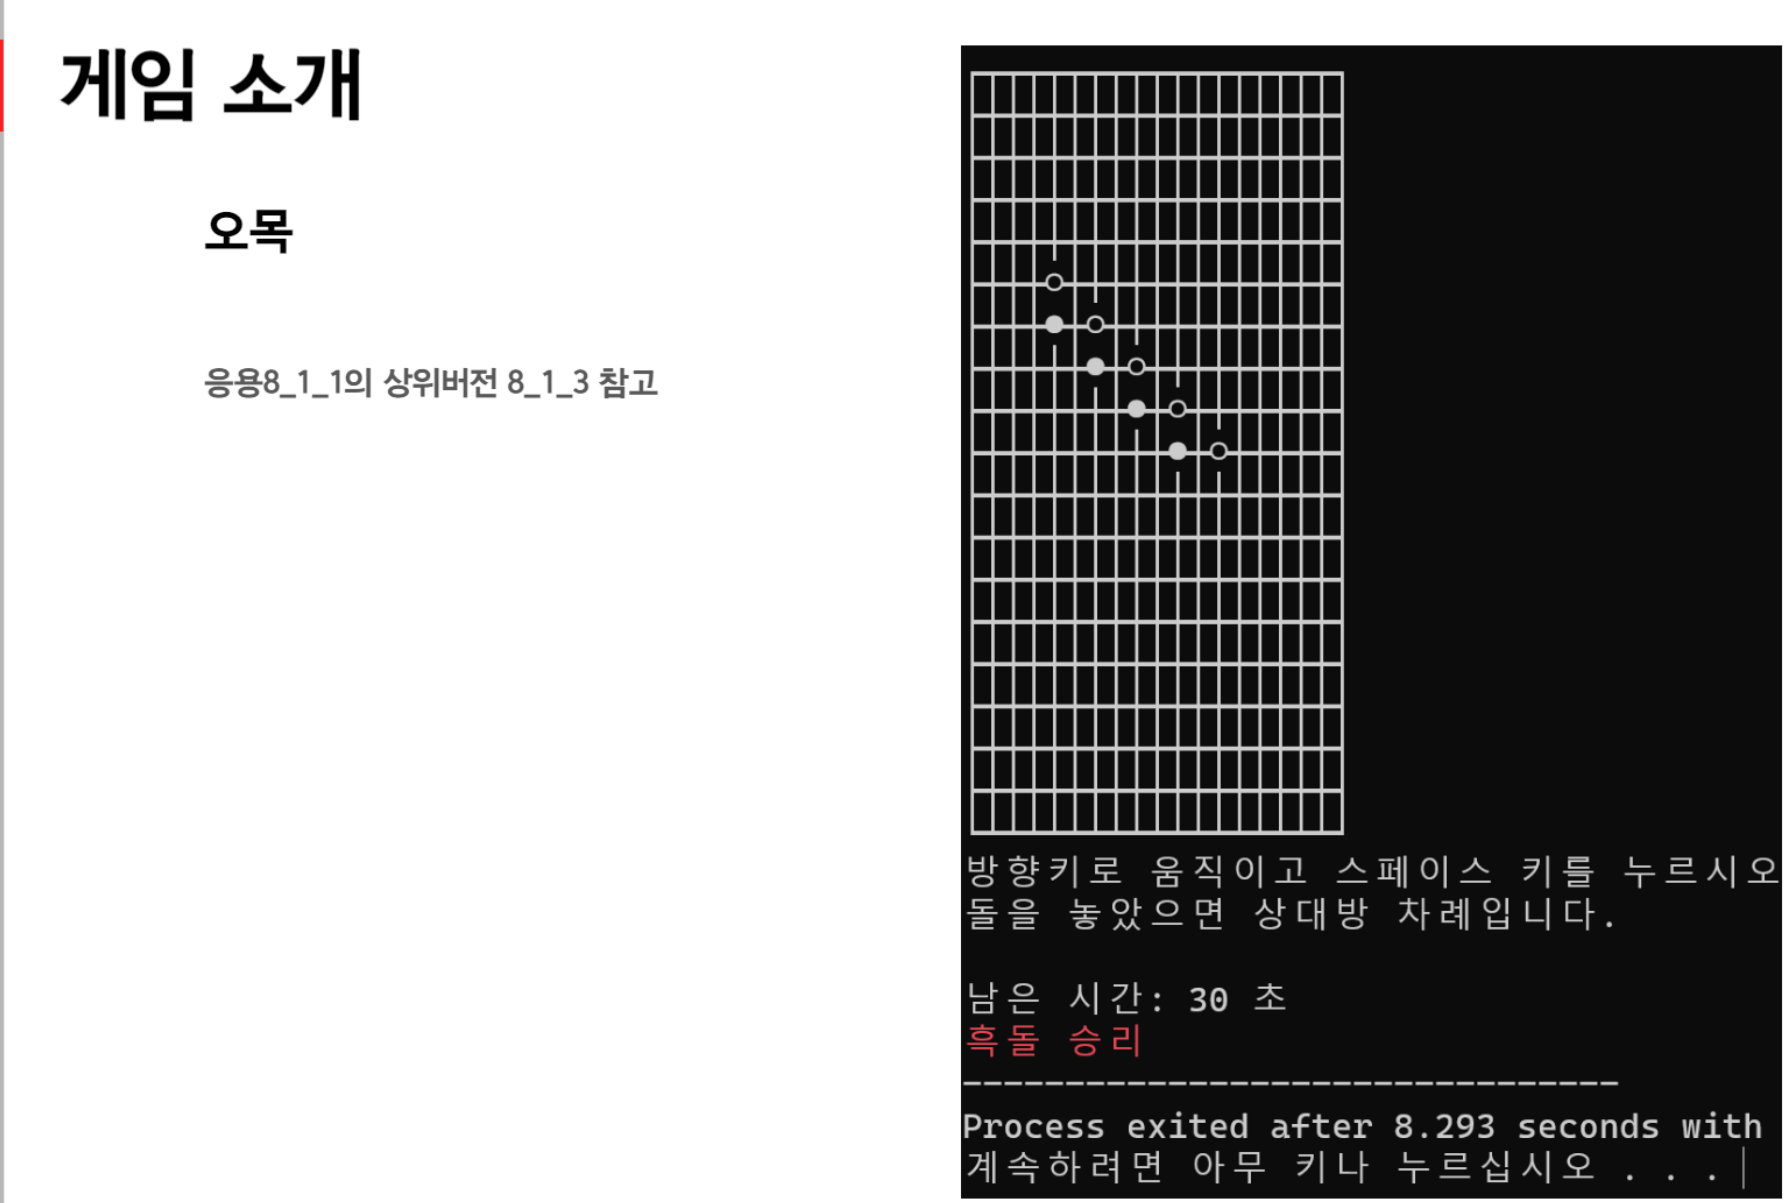 게임 소개
오목
응용8_1_1의 상위버전 8_1_3 참고
방향키로 움직이고 스페이스 키를 누르시오
돌을 놓았으면 상대방 차례입니다.
남은 시간: 30 초
흑돌 승리
--------------------------------
Process exited after 8.293 seconds with
계속하려면 아무 키나 누르십시오 . . .